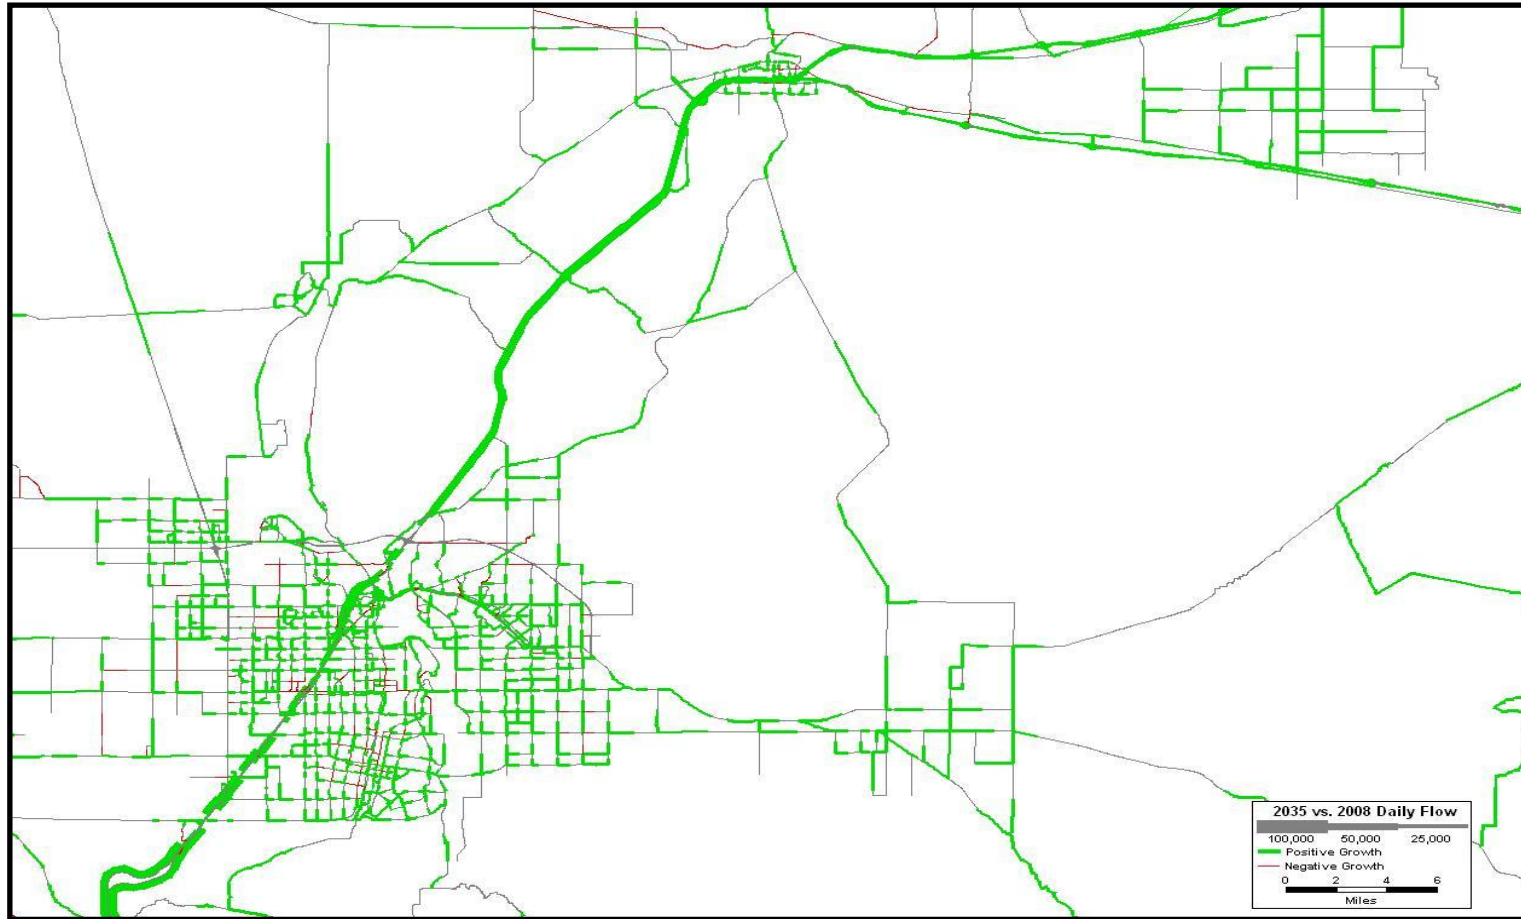 2035 vs. 2008 Daily Flow
100,000 50,000 25,000
Positive Growth
Negative Growth
0 2 4 6
Miles